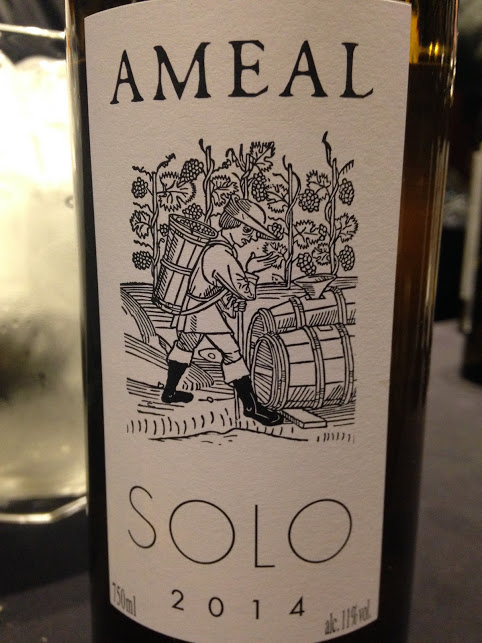 AMEAL
SOLO
2014
750ml
alc. 11% vol.